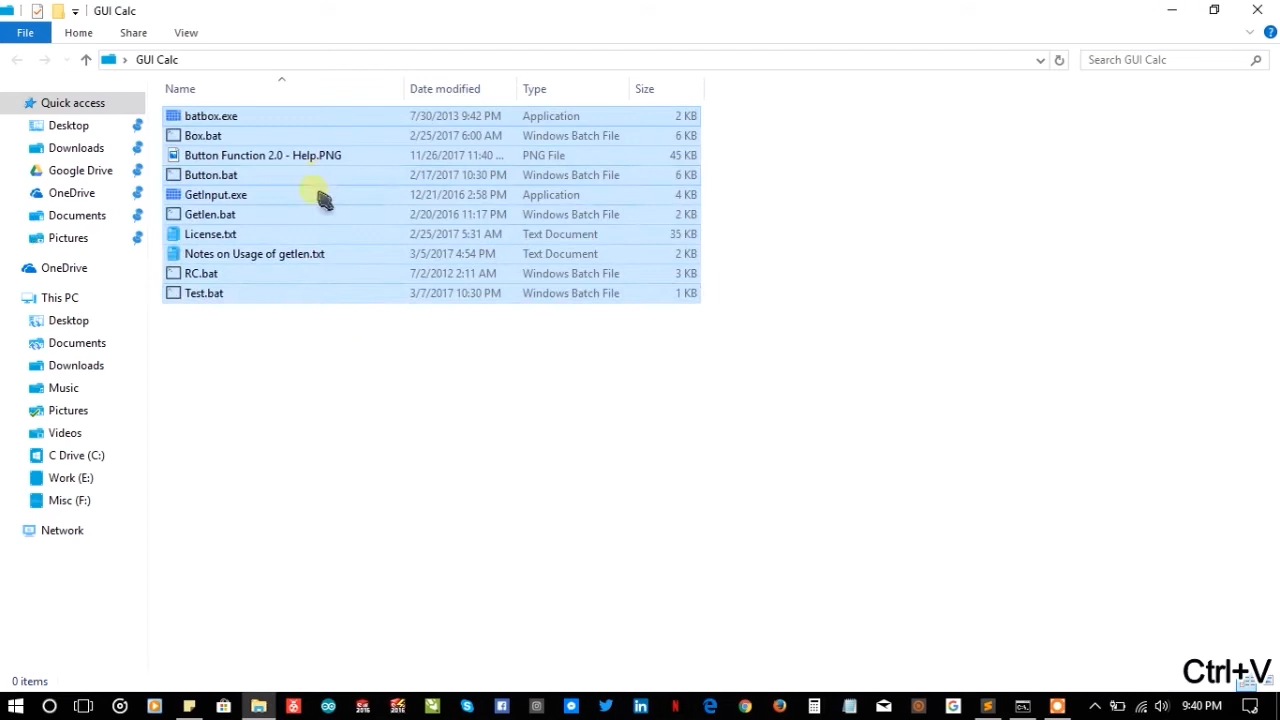 GUI Calc
File Home Share View
GUI Calc Search GUI Calc
Name Date modified Type Size
Quick access
Desktop
Downloads
Google Drive
OneDrive
Documents
Pictures
OneDrive
This PC
Desktop
Documents
Downloads
Music
Pictures
Videos
C Drive (C:)
Work (E:)
Misc (F:)
Network
batbox.exe 7/30/2013 9:42 PM Application 2 KB
Box.bat 2/25/2017 6:00 AM Windows Batch File 6 KB
Button Function 2.0 - Help.PNG 11/26/2017 11:40 ... PNG File 45 KB
Button.bat 2/17/2017 10:30 PM Windows Batch File 6 KB
GetInput.exe 12/21/2016 2:58 PM Application 4 KB
Getlen.bat 2/20/2016 11:17 PM Windows Batch File 2 KB
License.txt 2/25/2017 5:31 AM Text Document 35 KB
Notes on Usage of getlen.txt 3/5/2017 4:54 PM Text Document 2 KB
RC.bat 7/2/2012 2:11 AM Windows Batch File 3 KB
Test.bat 3/7/2017 10:30 PM Windows Batch File 1 KB
Ctrl+V
0 items
9:40 PM